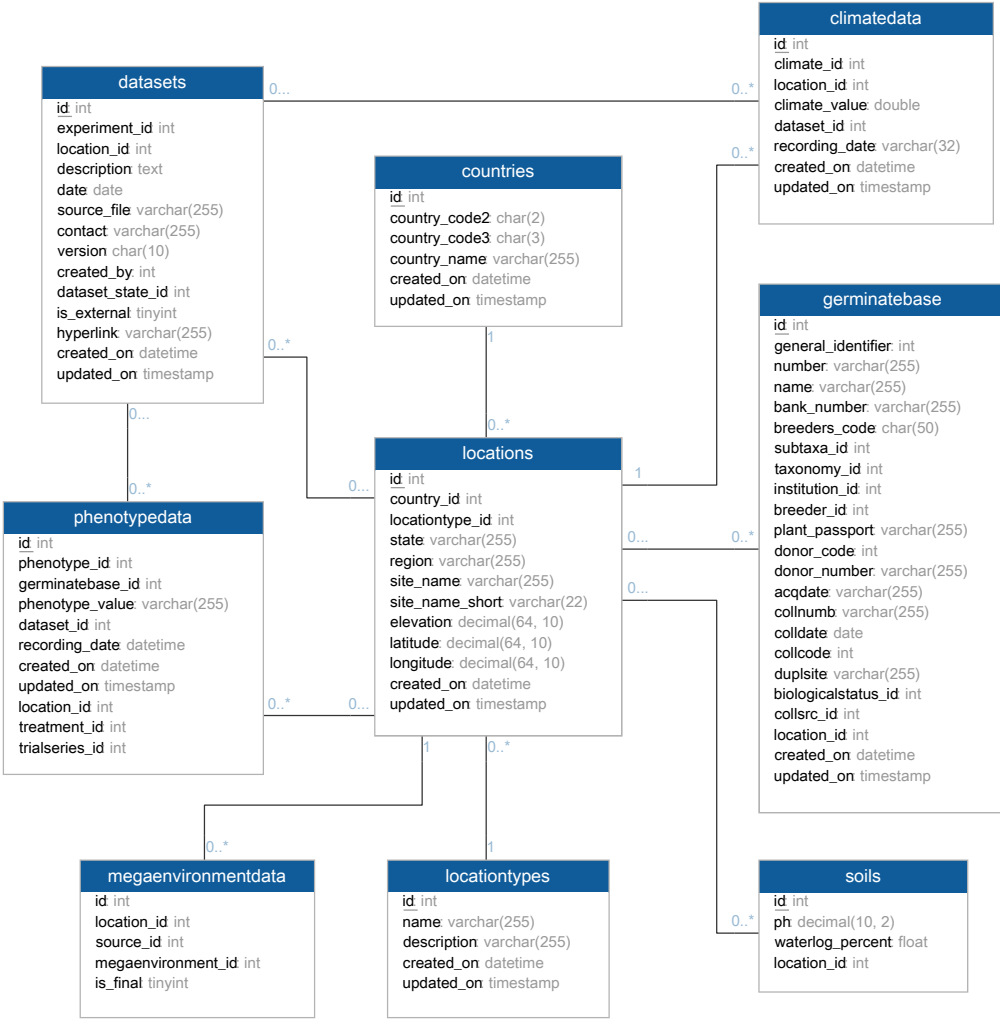 climatedata
id: int
climate_id: int
location_id: int
climate_value: double
dataset_id: int
recording_date: varchar(32)
created_on: datetime
updated_on: timestamp
datasets
id: int
experiment_id: int
location_id: int
description: text
date: date
source_file: varchar(255)
contact: varchar(255)
version: char(10)
created_by: int
dataset_state_id: int
is_external: tinyint
hyperlink: varchar(255)
created_on: datetime
updated_on: timestamp
0...
0..*
0..*
countries
id: int
country_code2: char(2)
country_code3: char(3)
country_name: varchar(255)
created_on: datetime
updated_on: timestamp
1
0..*
0..*
0...
0...
0..*
germinatebase
id: int
general_identifier: int
number: varchar(255)
name: varchar(255)
bank_number: varchar(255)
breeders_code: char(50)
subtaxa_id: int
taxonomy_id: int
institution_id: int
breeder_id: int
plant_passport: varchar(255)
donor_code: int
donor_number: varchar(255)
acqdate: varchar(255)
collnumb: varchar(255)
colldate: date
collcode: int
duplsite: varchar(255)
biologicalstatus_id: int
collsrc_id: int
location_id: int
created_on: datetime
updated_on: timestamp
locations
id: int
country_id: int
locationtype_id: int
state: varchar(255)
region: varchar(255)
site_name: varchar(255)
site_name_short: varchar(22)
elevation: decimal(64, 10)
latitude: decimal(64, 10)
longitude: decimal(64, 10)
created_on: datetime
updated_on: timestamp
1
0...
0..*
0...
phenotypedata
id: int
phenotype_id: int
germinatebase_id: int
phenotype_value: varchar(255)
dataset_id: int
recording_date: datetime
created_on: datetime
updated_on: timestamp
location_id: int
treatment_id: int
trialseries_id: int
0..*
0...
1
0..*
0..*
1
0..*
megaenvironmentdata
id: int
location_id: int
source_id: int
megaenvironment_id: int
is_final: tinyint
locationtypes
id: int
name: varchar(255)
description: varchar(255)
created_on: datetime
updated_on: timestamp
soils
id: int
ph: decimal(10, 2)
waterlog_percent: float
location_id: int